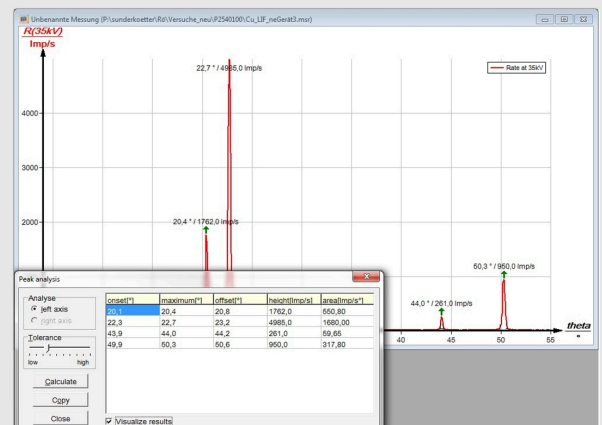 Unbenannte Messung (P:\sunderkoetter\Rö\Versuche_neu\P2540100\Cu_LIF_neGerät3.msr)
R(35kV)
Imp/s
22,7 ° / 4985,0 Imp/s
Rate at 35kV
4000
3000
2000
20,4 ° / 1762,0 Imp/s
50,3 ° / 950,0 Imp/s
44,0 ° / 261,0 Imp/s
theta
°
40 45 50 55
Peak analysis
Analyse
left axis
right axis
Tolerance
low high
Calculate
Copy
Close
onset[°] maximum[°] offset[°] height[Imp/s] area[Imp/s*°]
20,1 20,4 20,8 1762,0 550,80
22,3 22,7 23,2 4985,0 1680,00
43,9 44,0 44,2 261,0 59,65
49,9 50,3 50,6 950,0 317,80
Visualize results